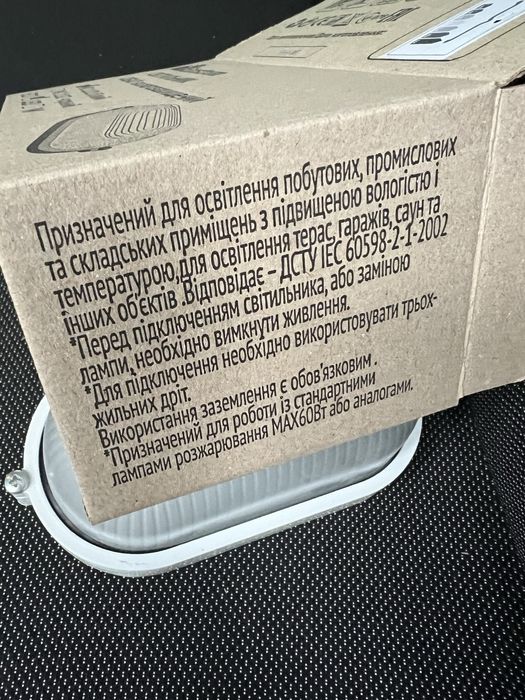 Призначений для освітлення побутових, промислових
та складських приміщень з підвищеною вологістю і
температурою,для освітлення терас, гаражів, саун та
інших об'єктів .Відповідає – ДСТУ IEC 60598-2-1-2002
*Перед підключенням світильника, або заміною
лампи, необхідно вимкнути живлення.
*Для підключення необхідно використовувати трьох-
жильних дріт.
Використання заземлення є обов'язковим .
*Призначений для роботи із стандартними
лампами розжарювання MAX60Вт або аналогами.